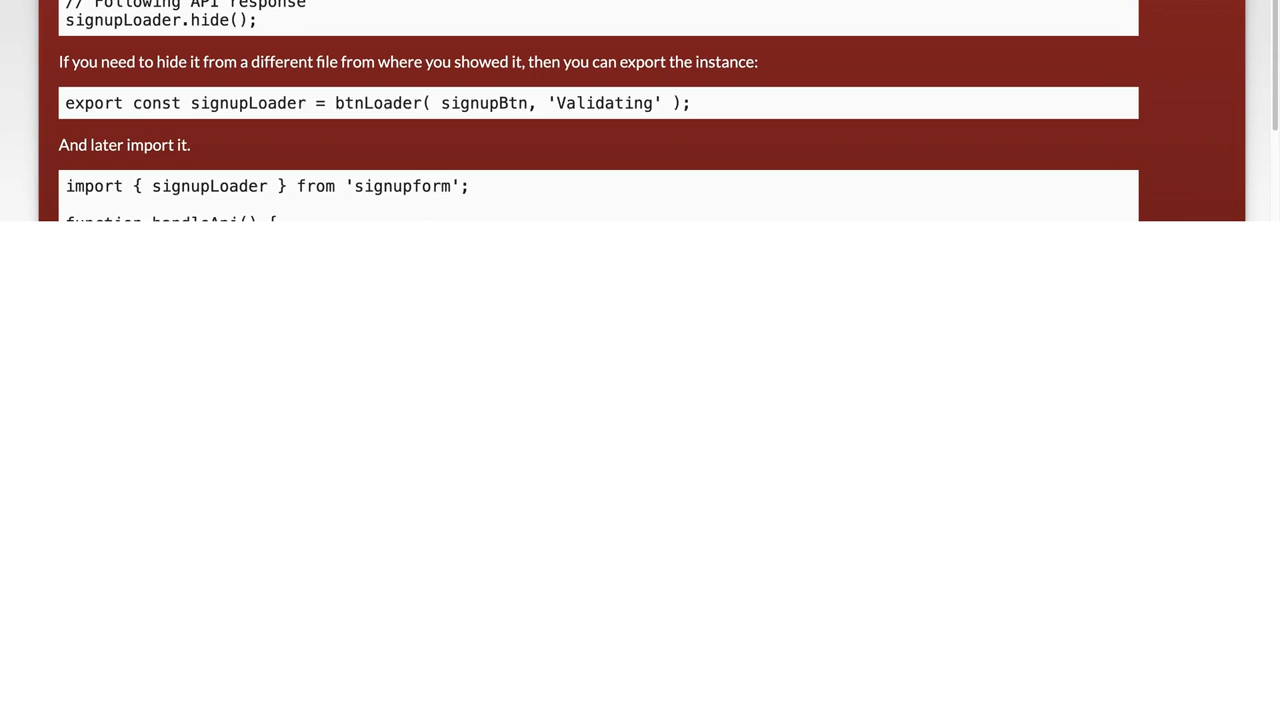 // Following API response
signupLoader.hide();
If you need to hide it from a different file from where you showed it, then you can export the instance:
export const signupLoader = btnLoader( signupBtn, 'Validating' );
And later import it.
import { signupLoader } from 'signupform';
function handleApi() {